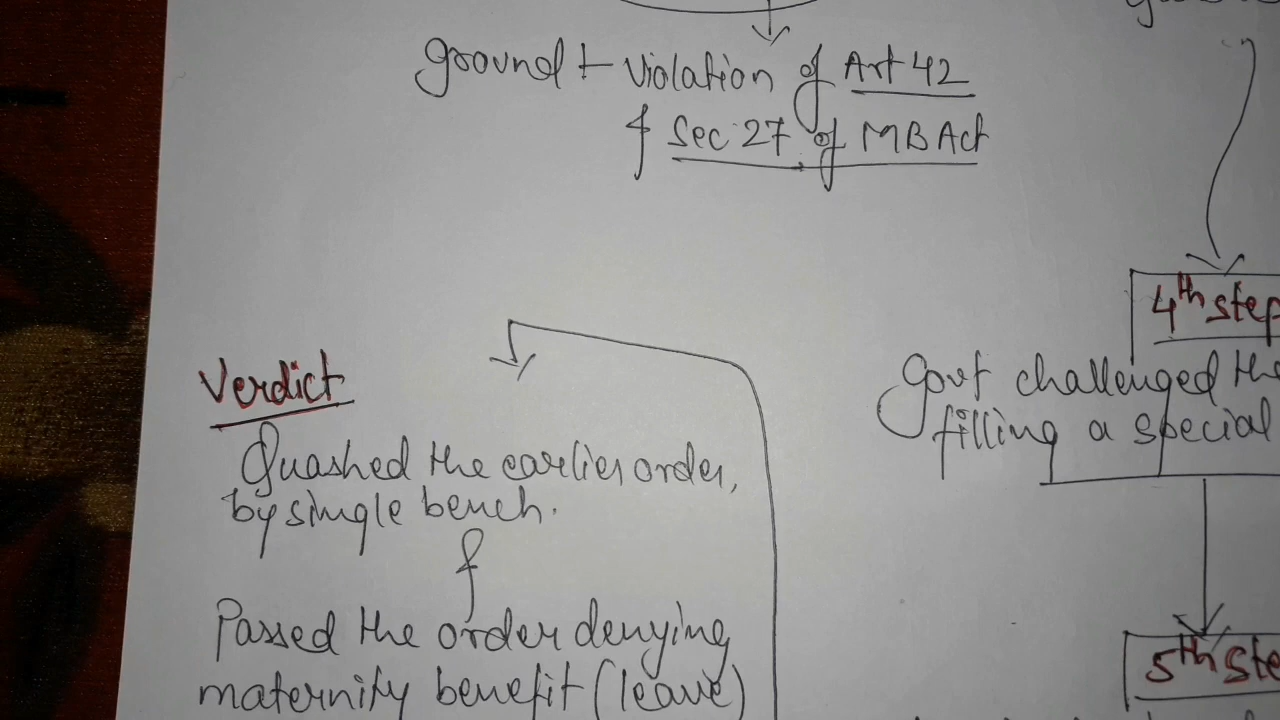 ground + violation of Art 42
& Sec 27 of MB Act
4th step
Govt challenged the
filling a special
Verdict
Quashed the earlier order,
by single bench.
&
Passed the order denying
maternity benefit (leave)
5th Ste